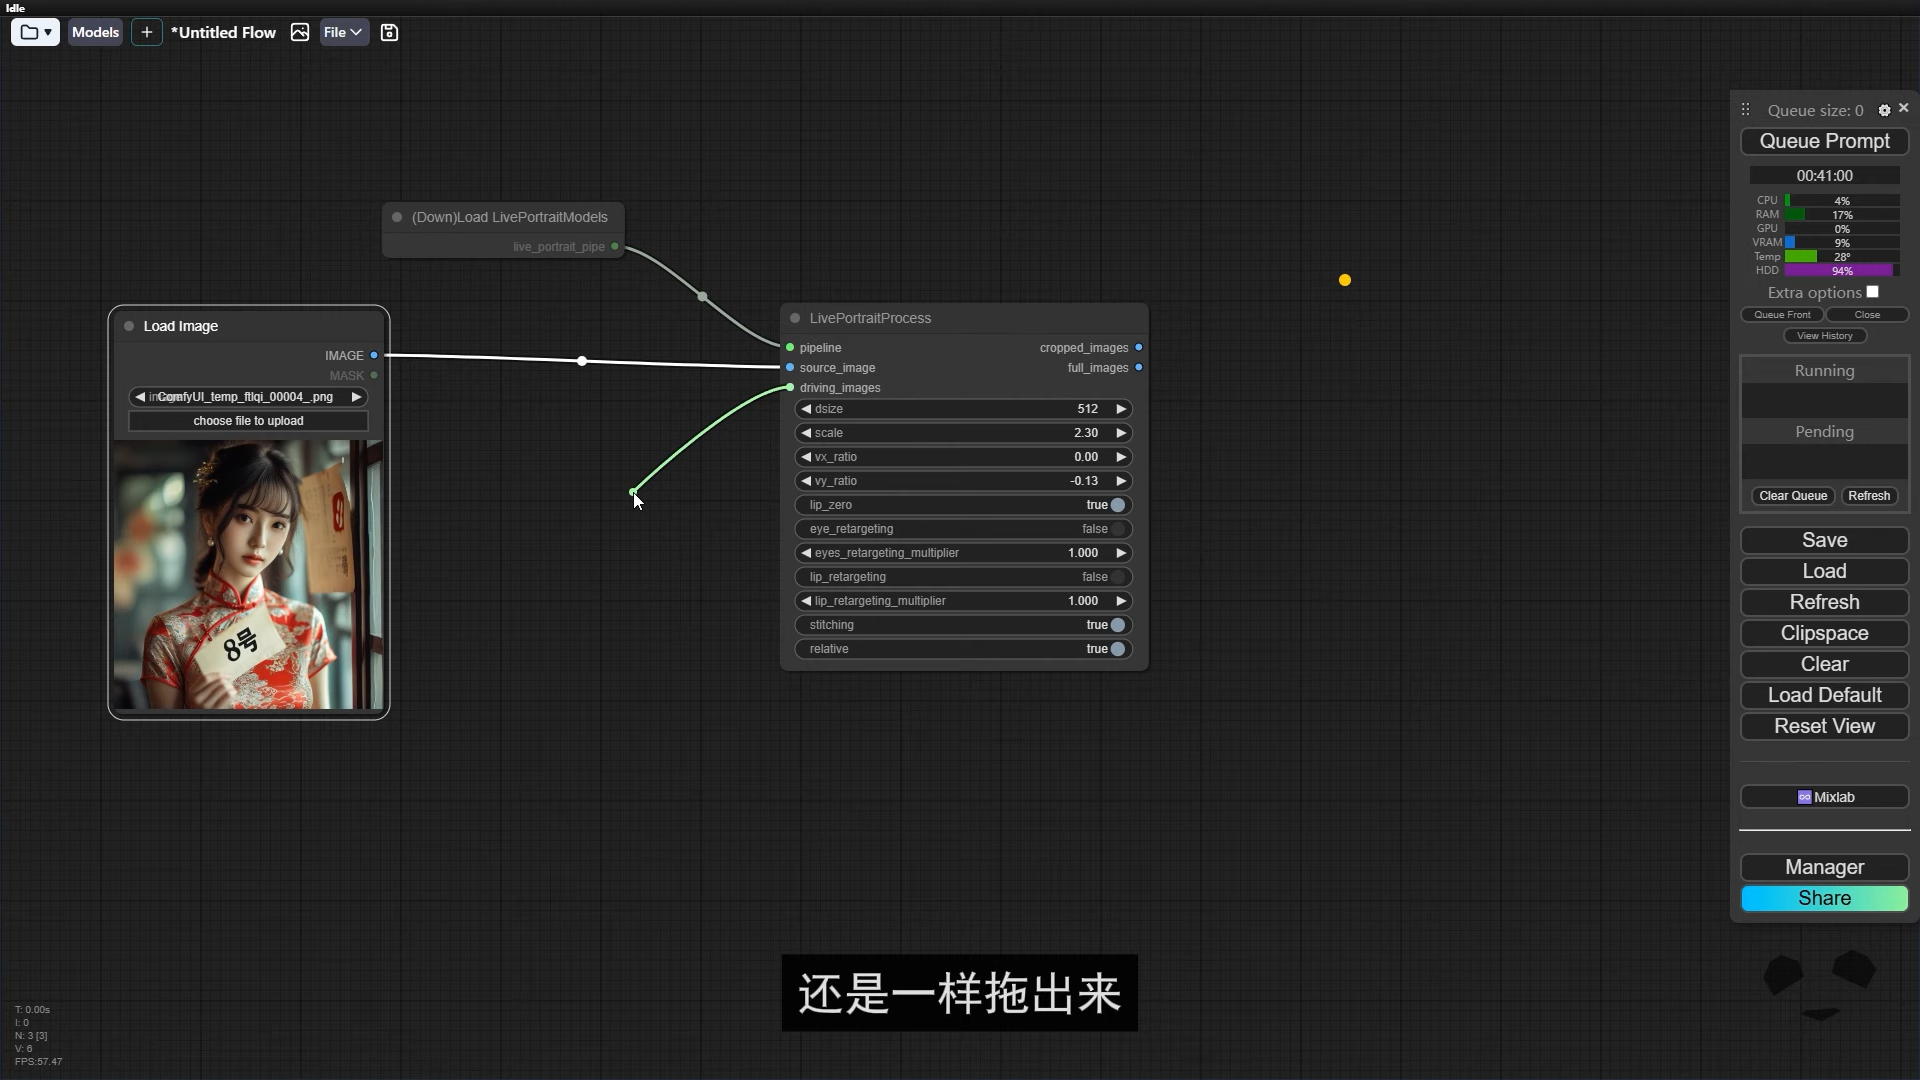 Idle
Models
+
*Untitled Flow
File
(Down)Load LivePortraitModels
live_portrait_pipe
Load Image
IMAGE
MASK
ComfyUI_temp_ftlqi_00004_.png
choose file to upload
8号
LivePortraitProcess
pipeline
cropped_images
source_image
full_images
driving_images
dsize 512
scale 2.30
vx_ratio 0.00
vy_ratio -0.13
lip_zero true
eye_retargeting false
eyes_retargeting_multiplier 1.000
lip_retargeting false
lip_retargeting_multiplier 1.000
stitching true
relative true
Queue size: 0
Queue Prompt
00:41:00
CPU 4%
RAM 17%
GPU 0%
VRAM 9%
Temp 28°
HDD 94%
Extra options
Queue Front
Close
View History
Running
Pending
Clear Queue
Refresh
Save
Load
Refresh
Clipspace
Clear
Load Default
Reset View
Mixlab
Manager
Share
还是一样拖出来
T: 0.00s
I: 0
N: 3 [3]
V: 6
FPS:57.47